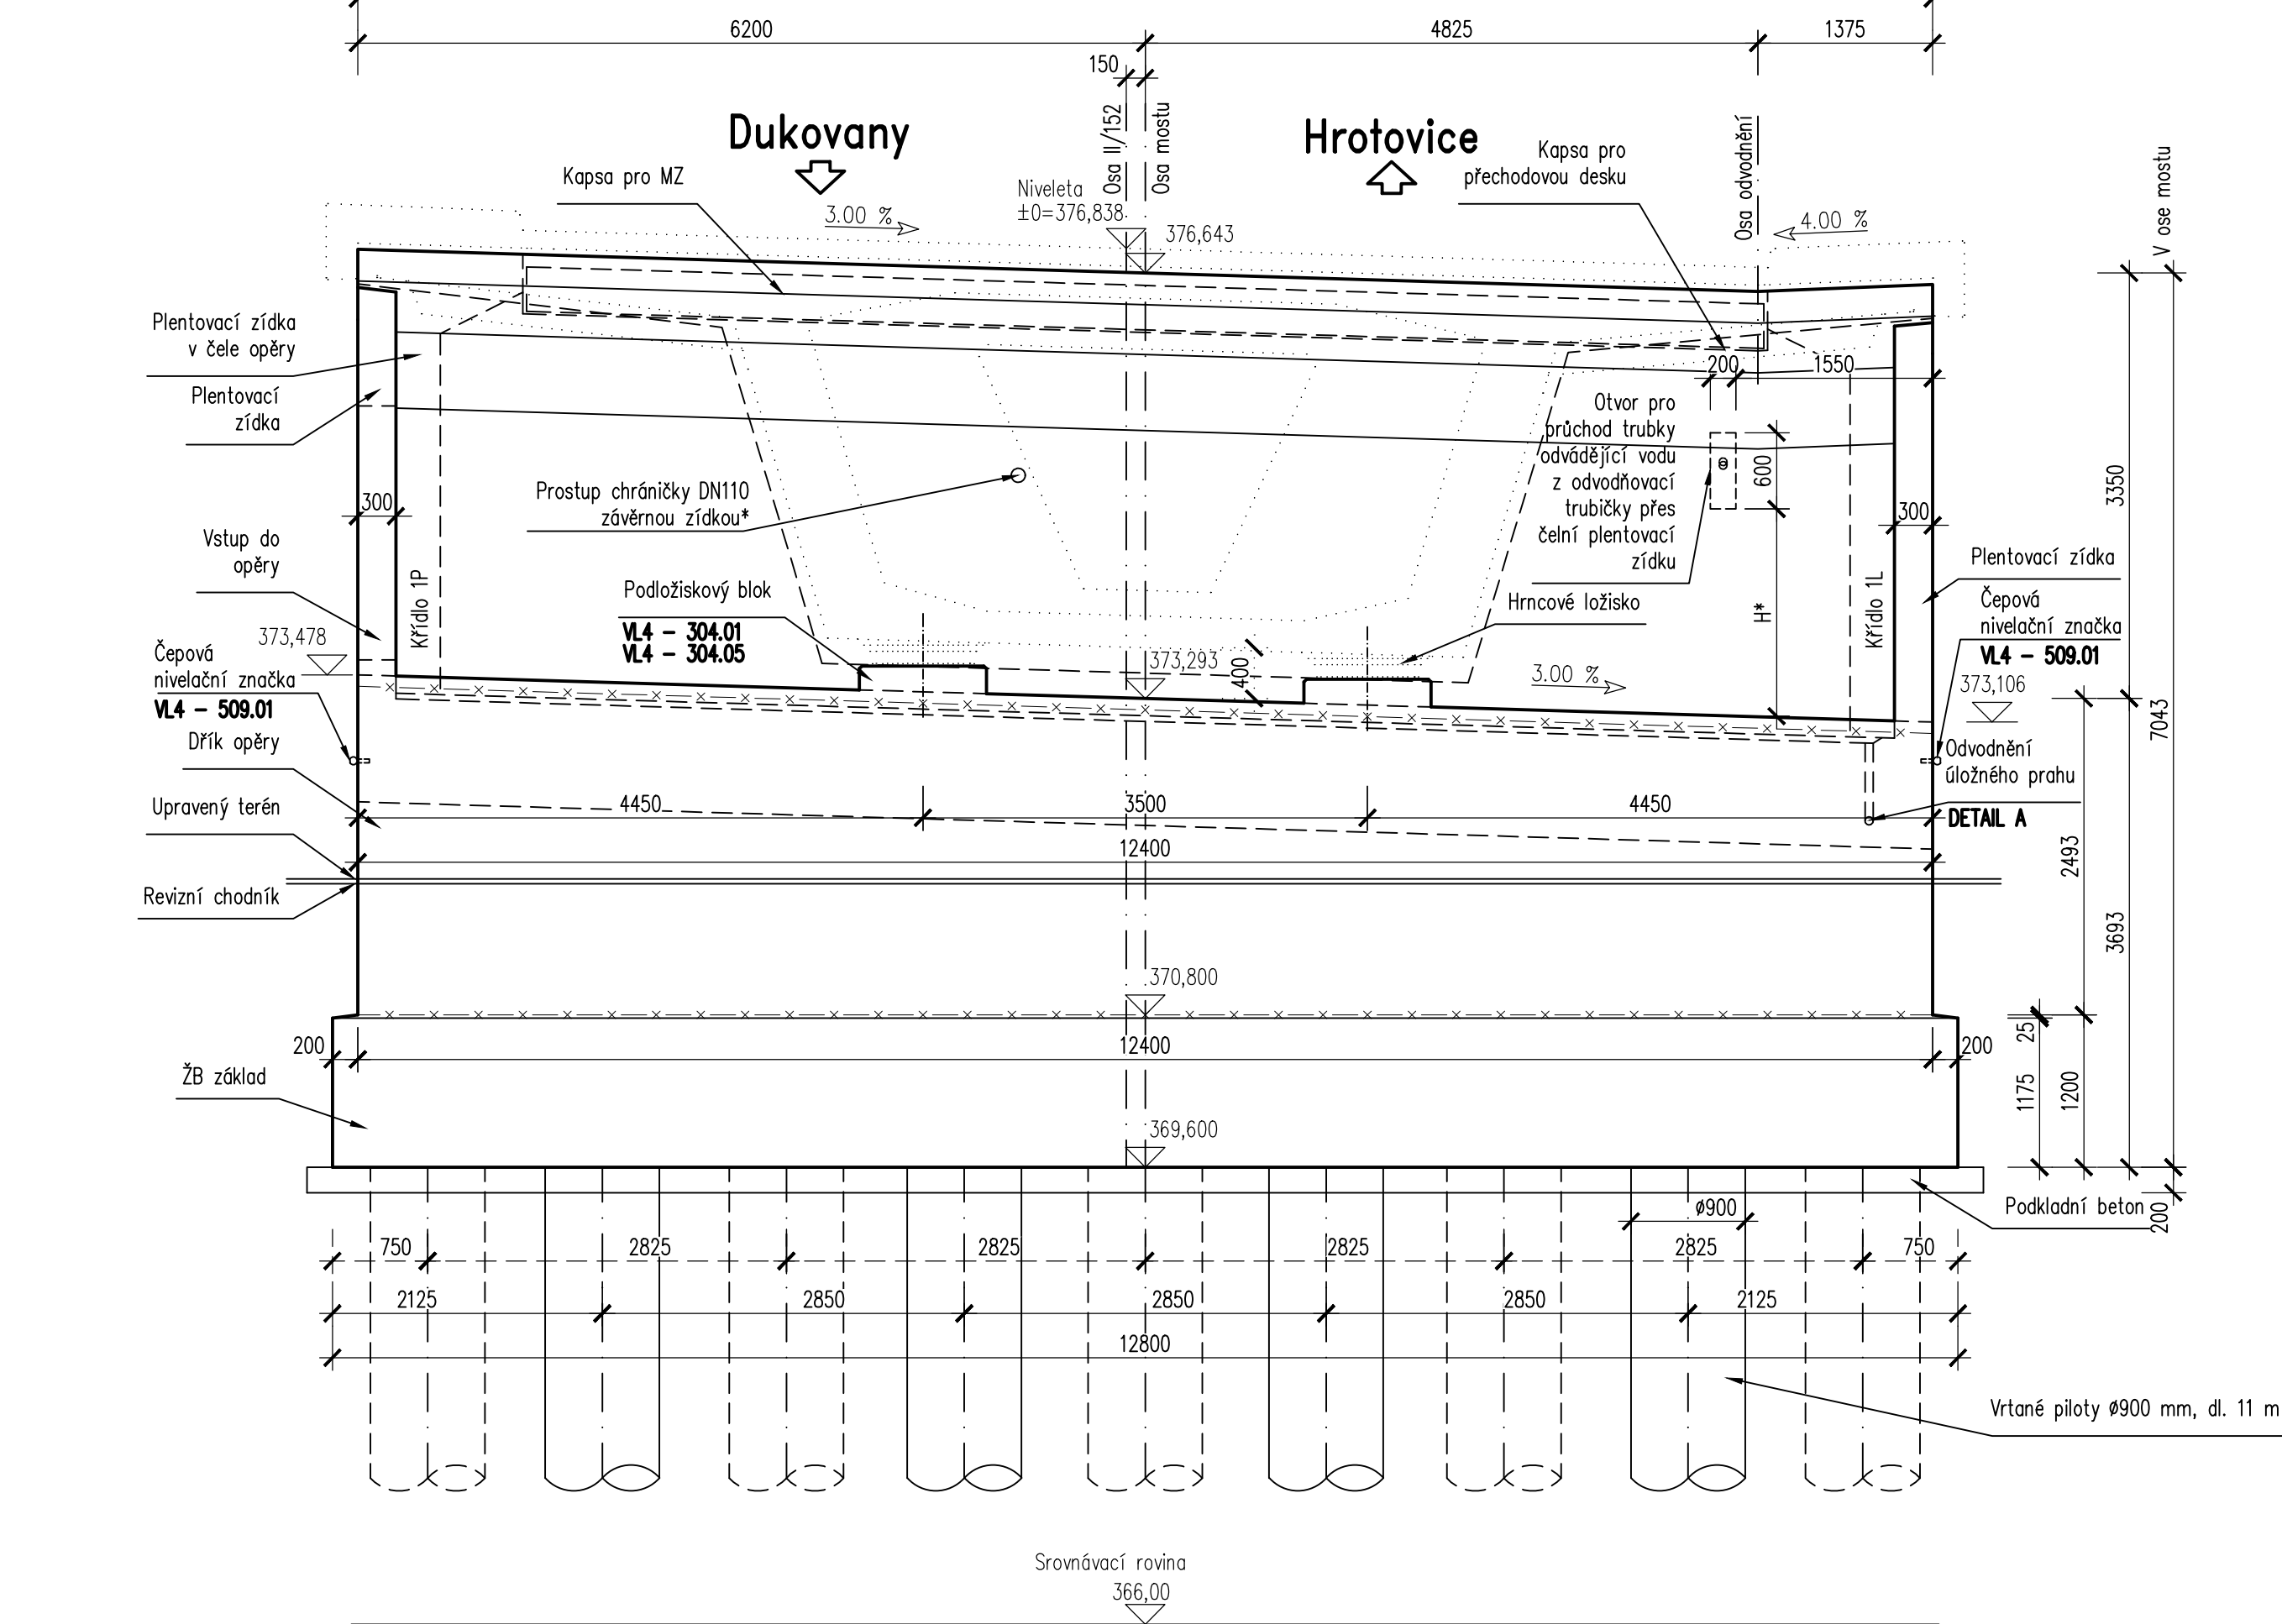 6200
4825
1375
150
Osa II/152
Osa mostu
Osa odvodnění
V ose mostu
Dukovany
Hrotovice
Kapsa pro MZ
Kapsa pro
přechodovou desku
Niveleta
±0=376,838
376,643
3.00 %
4.00 %
Plentovací zídka
v čele opěry
Plentovací
zídka
200
1550
Otvor pro
průchod trubky
odvádějící vodu
z odvodňovací
trubičky přes
čelní plentovací
zídku
600
3350
Prostup chráničky DN110
závěrnou zídkou*
300
300
Vstup do
opěry
Křídlo 1P
Podložiskový blok
VL4 - 304.01
VL4 - 304.05
Hrncové ložisko
H*
Křídlo 1L
Plentovací zídka
Čepová
nivelační značka
VL4 - 509.01
373,106
373,478
Čepová
nivelační značka
VL4 - 509.01
373,293
400
3.00 %
7043
Dřík opěry
Odvodnění
úložného prahu
DETAIL A
Upravený terén
4450
3500
4450
12400
2493
Revizní chodník
3693
370,800
25
200
12400
200
ŽB základ
1175
1200
369,600
Podkladní beton
200
ø900
750
2825
2825
2825
2825
750
2125
2850
2850
2850
2125
12800
Vrtané piloty ø900 mm, dl. 11 m
Srovnávací rovina
366,00